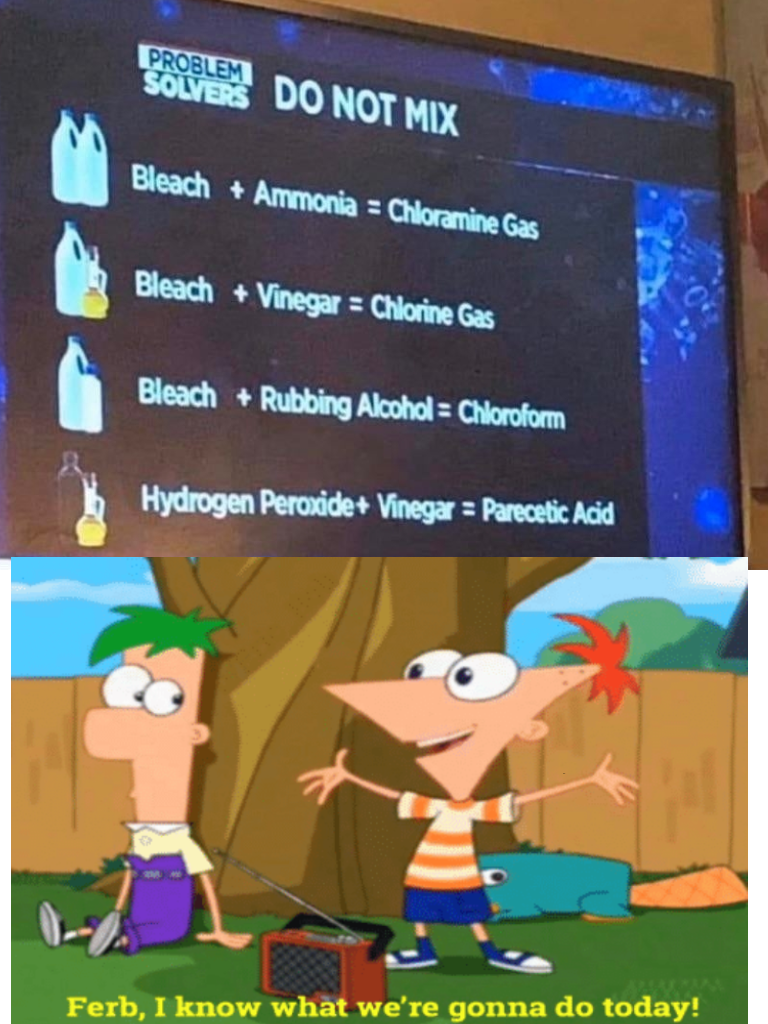 PROBLEM
SOLVERS
DO NOT MIX
Bleach + Ammonia = Chloramine Gas
Bleach + Vinegar = Chlorine Gas
Bleach + Rubbing Alcohol = Chloroform
Hydrogen Peroxide+ Vinegar = Parecetic Acid
Ferb, I know what we're gonna do today!